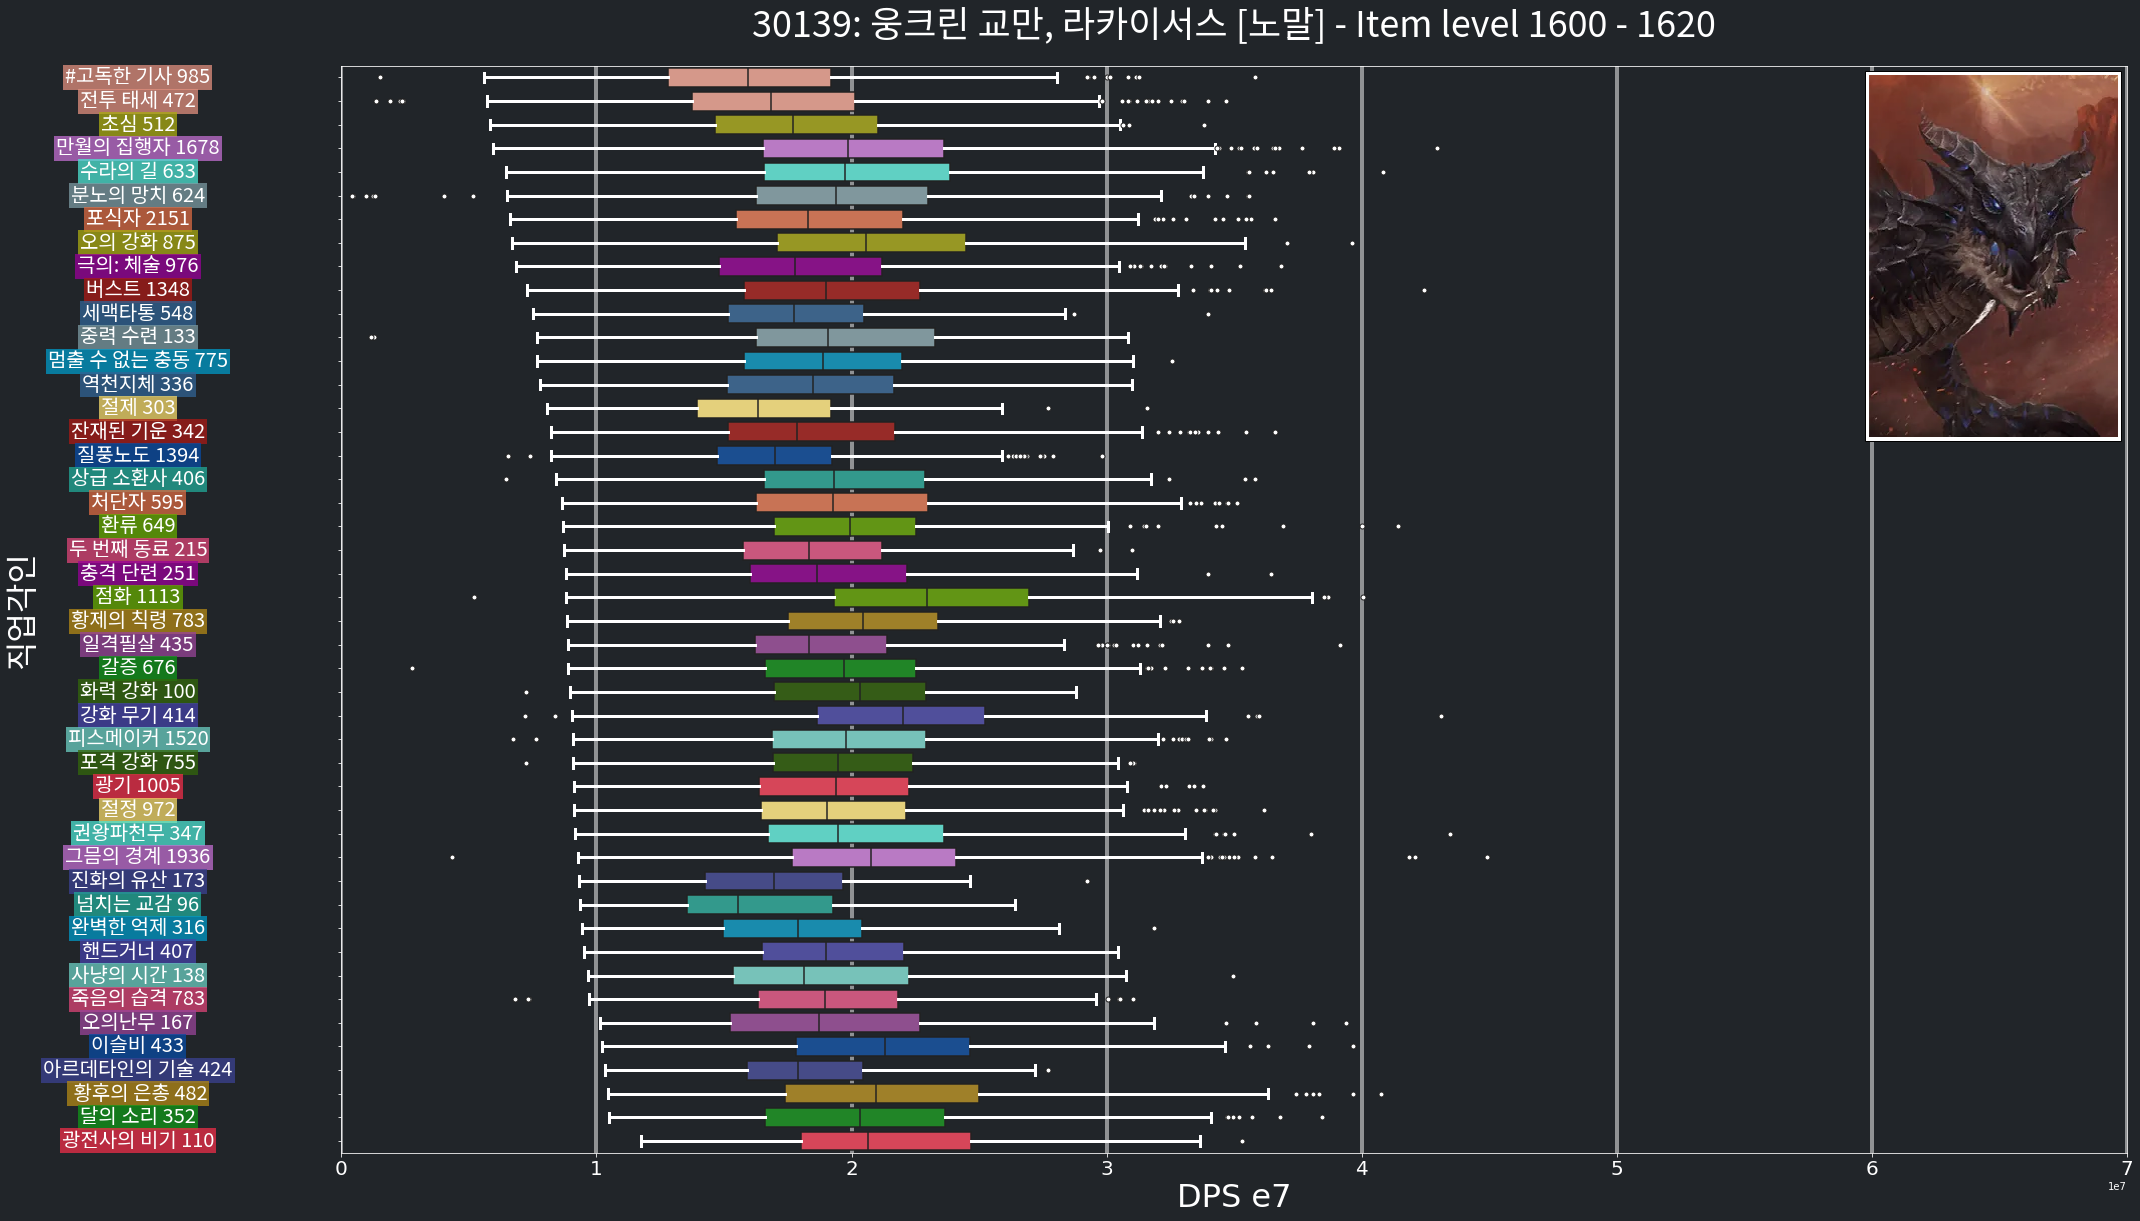 30139: 웅크린 교만, 라카이서스 [노말] - Item level 1600 - 1620
직업각인
#고독한 기사 985
전투 태세 472
초심 512
만월의 집행자 1678
수라의 길 633
분노의 망치 624
포식자 2151
오의 강화 875
극의: 체술 976
버스트 1348
세맥타통 548
중력 수련 133
멈출 수 없는 충동 775
역천지체 336
절제 303
잔재된 기운 342
질풍노도 1394
상급 소환사 406
처단자 595
환류 649
두 번째 동료 215
충격 단련 251
점화 1113
황제의 칙령 783
일격필살 435
갈증 676
화력 강화 100
강화 무기 414
피스메이커 1520
포격 강화 755
광기 1005
절정 972
권왕파천무 347
그믐의 경계 1936
진화의 유산 173
넘치는 교감 96
완벽한 억제 316
핸드거너 407
사냥의 시간 138
죽음의 습격 783
오의난무 167
이슬비 433
아르데타인의 기술 424
황후의 은총 482
달의 소리 352
광전사의 비기 110
0 1 2 3 4 5 6 7
1e7
DPS e7